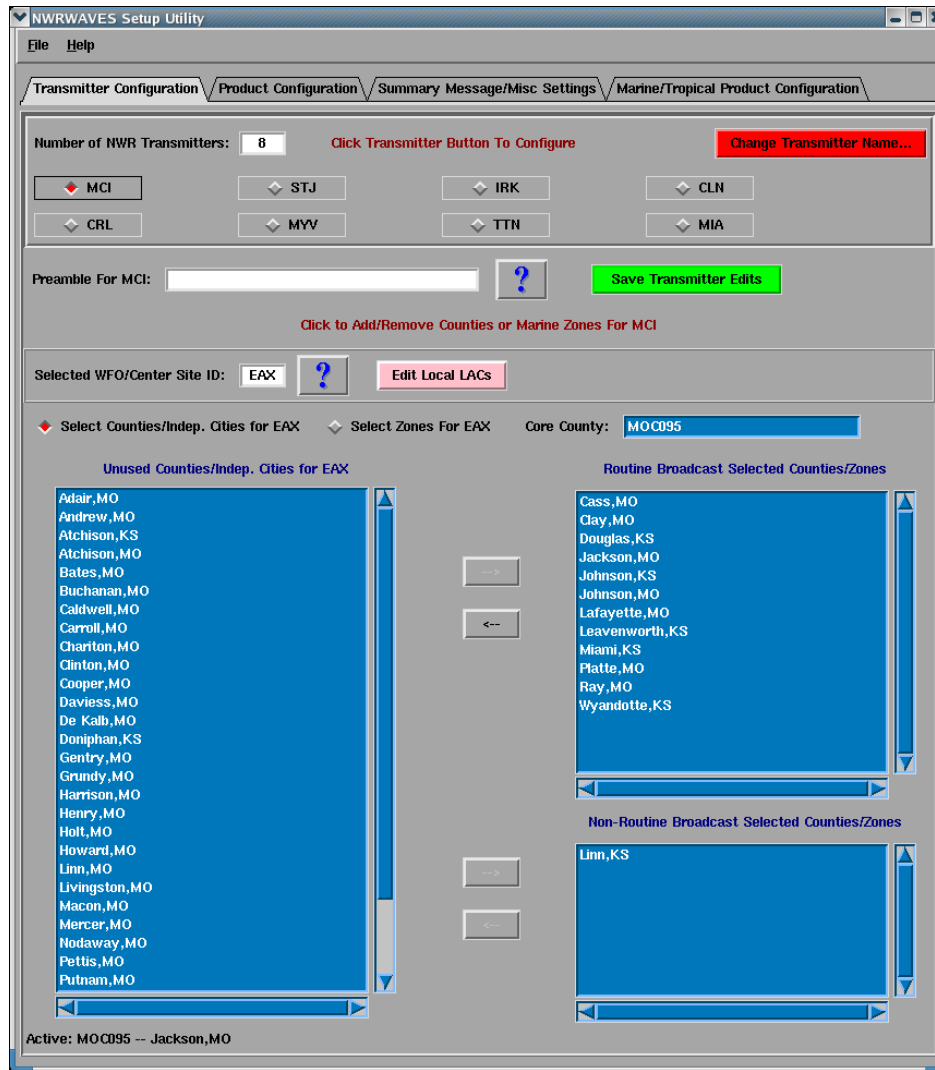 NWRWAVES Setup Utility
File Help
Transmitter Configuration Product Configuration Summary Message/Misc Settings Marine/Tropical Product Configuration
Number of NWR Transmitters: 8 Click Transmitter Button To Configure Change Transmitter Name...
MCI STJ IRK CLN
CRL MYV TTN MIA
Preamble For MCI: ? Save Transmitter Edits
Click to Add/Remove Counties or Marine Zones For MCI
Selected WFO/Center Site ID: EAX ? Edit Local LACs
Select Counties/Indep. Cities for EAX Select Zones For EAX Core County: MOC095
Unused Counties/Indep. Cities for EAX
Adair,MO
Andrew,MO
Atchison,KS
Atchison,MO
Bates,MO
Buchanan,MO
Caldwell,MO
Carroll,MO
Chariton,MO
Clinton,MO
Cooper,MO
Daviess,MO
De Kalb,MO
Doniphan,KS
Gentry,MO
Grundy,MO
Harrison,MO
Henry,MO
Holt,MO
Howard,MO
Linn,MO
Livingston,MO
Macon,MO
Mercer,MO
Nodaway,MO
Pettis,MO
Putnam,MO
-->
<--
Routine Broadcast Selected Counties/Zones
Cass,MO
Clay,MO
Douglas,KS
Jackson,MO
Johnson,KS
Johnson,MO
Lafayette,MO
Leavenworth,KS
Miami,KS
Platte,MO
Ray,MO
Wyandotte,KS
-->
<--
Non-Routine Broadcast Selected Counties/Zones
Linn,KS
Active: MOC095 -- Jackson,MO